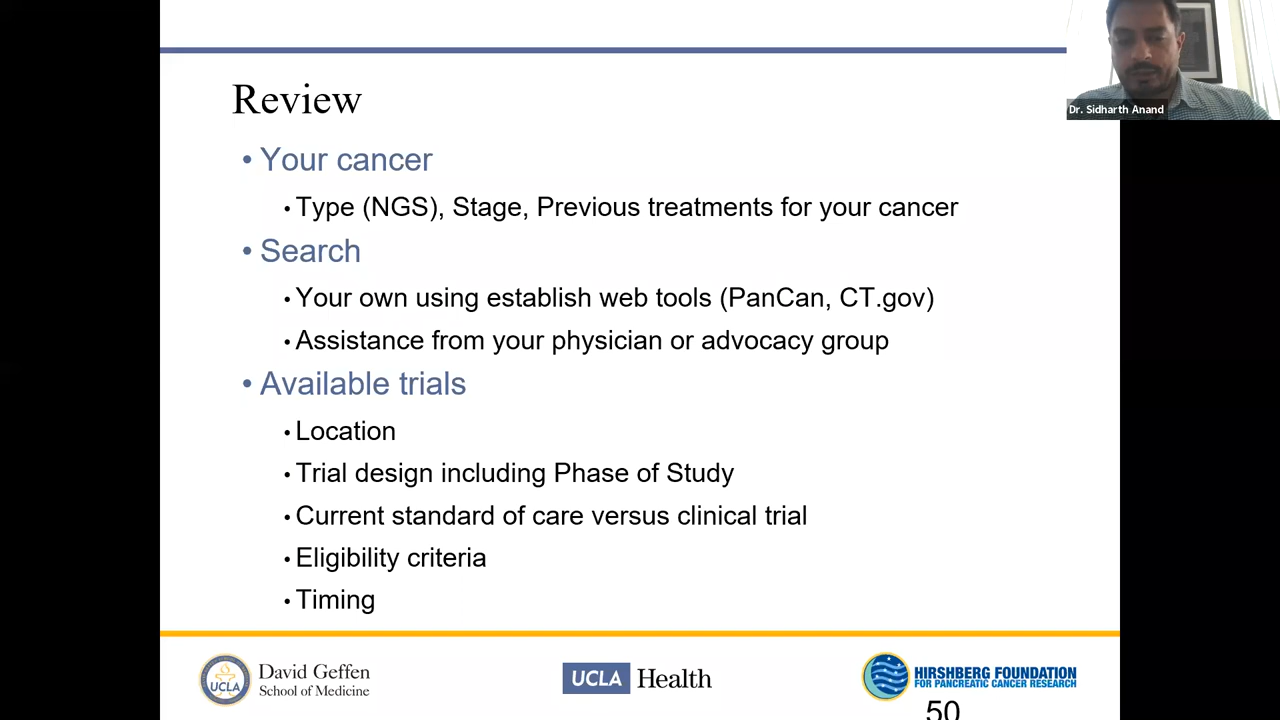 Review
• Your cancer
• Type (NGS), Stage, Previous treatments for your cancer
• Search
• Your own using establish web tools (PanCan, CT.gov)
• Assistance from your physician or advocacy group
• Available trials
• Location
• Trial design including Phase of Study
• Current standard of care versus clinical trial
• Eligibility criteria
• Timing
Dr. Sidharth Anand
UCLA
David Geffen
School of Medicine
UCLA Health
HIRSHBERG FOUNDATION
FOR PANCREATIC CANCER RESEARCH
50